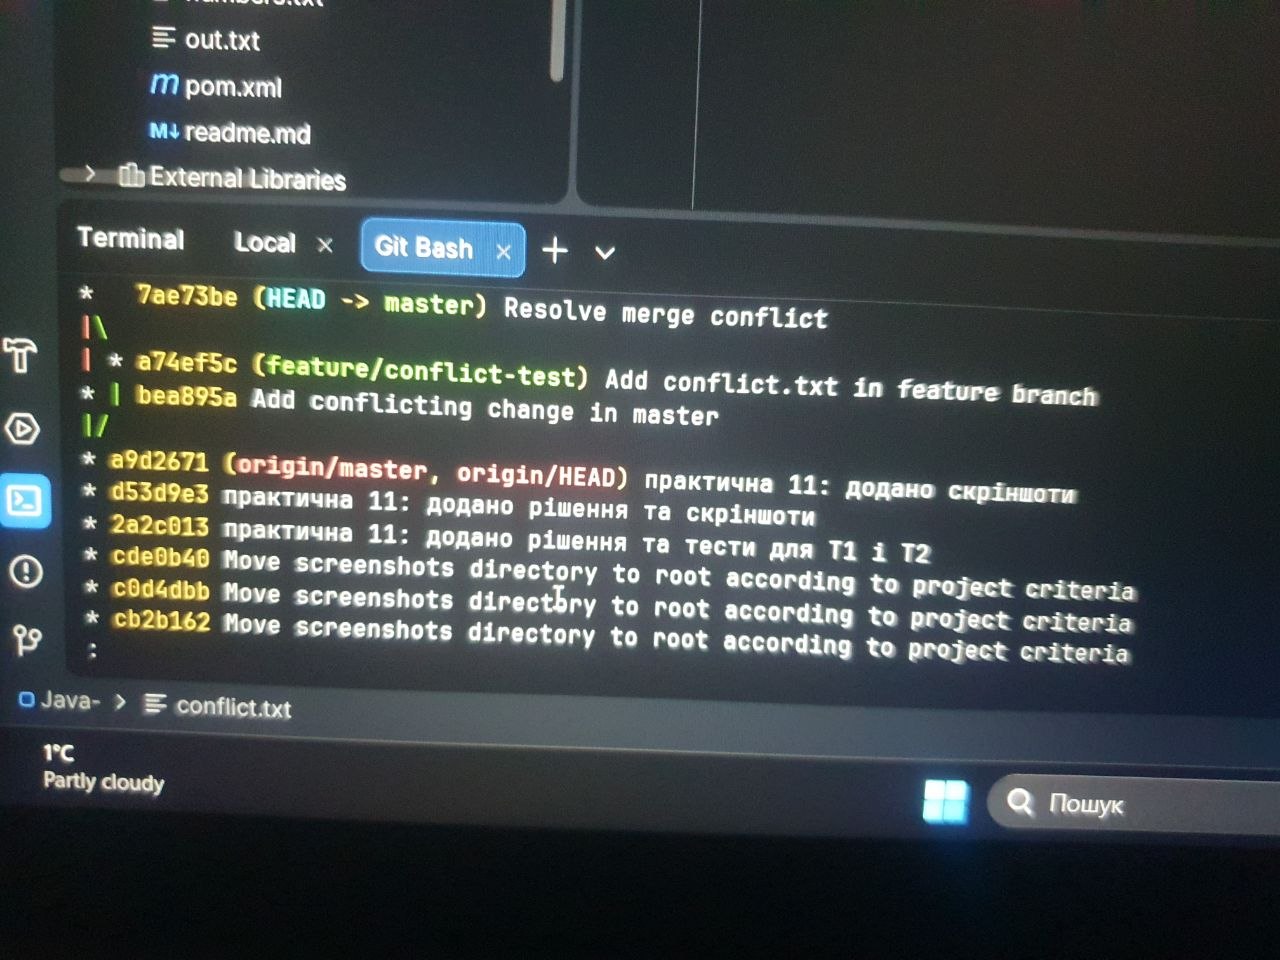 out.txt
pom.xml
readme.md
External Libraries
Terminal Local × Git Bash × +
* 7ae73be (HEAD -> master) Resolve merge conflict
|\
| * a74ef5c (feature/conflict-test) Add conflict.txt in feature branch
* | bea895a Add conflicting change in master
|/
* a9d2671 (origin/master, origin/HEAD) практична 11: додано скріншоти
* d53d9e3 практична 11: додано рішення та скріншоти
* 2a2c013 практична 11: додано рішення та тести для Т1 і Т2
* cde0b40 Move screenshots directory to root according to project criteria
* c0d4dbb Move screenshots directory to root according to project criteria
* cb2b162 Move screenshots directory to root according to project criteria
:
Java- > conflict.txt
1°C
Partly cloudy
Пошук